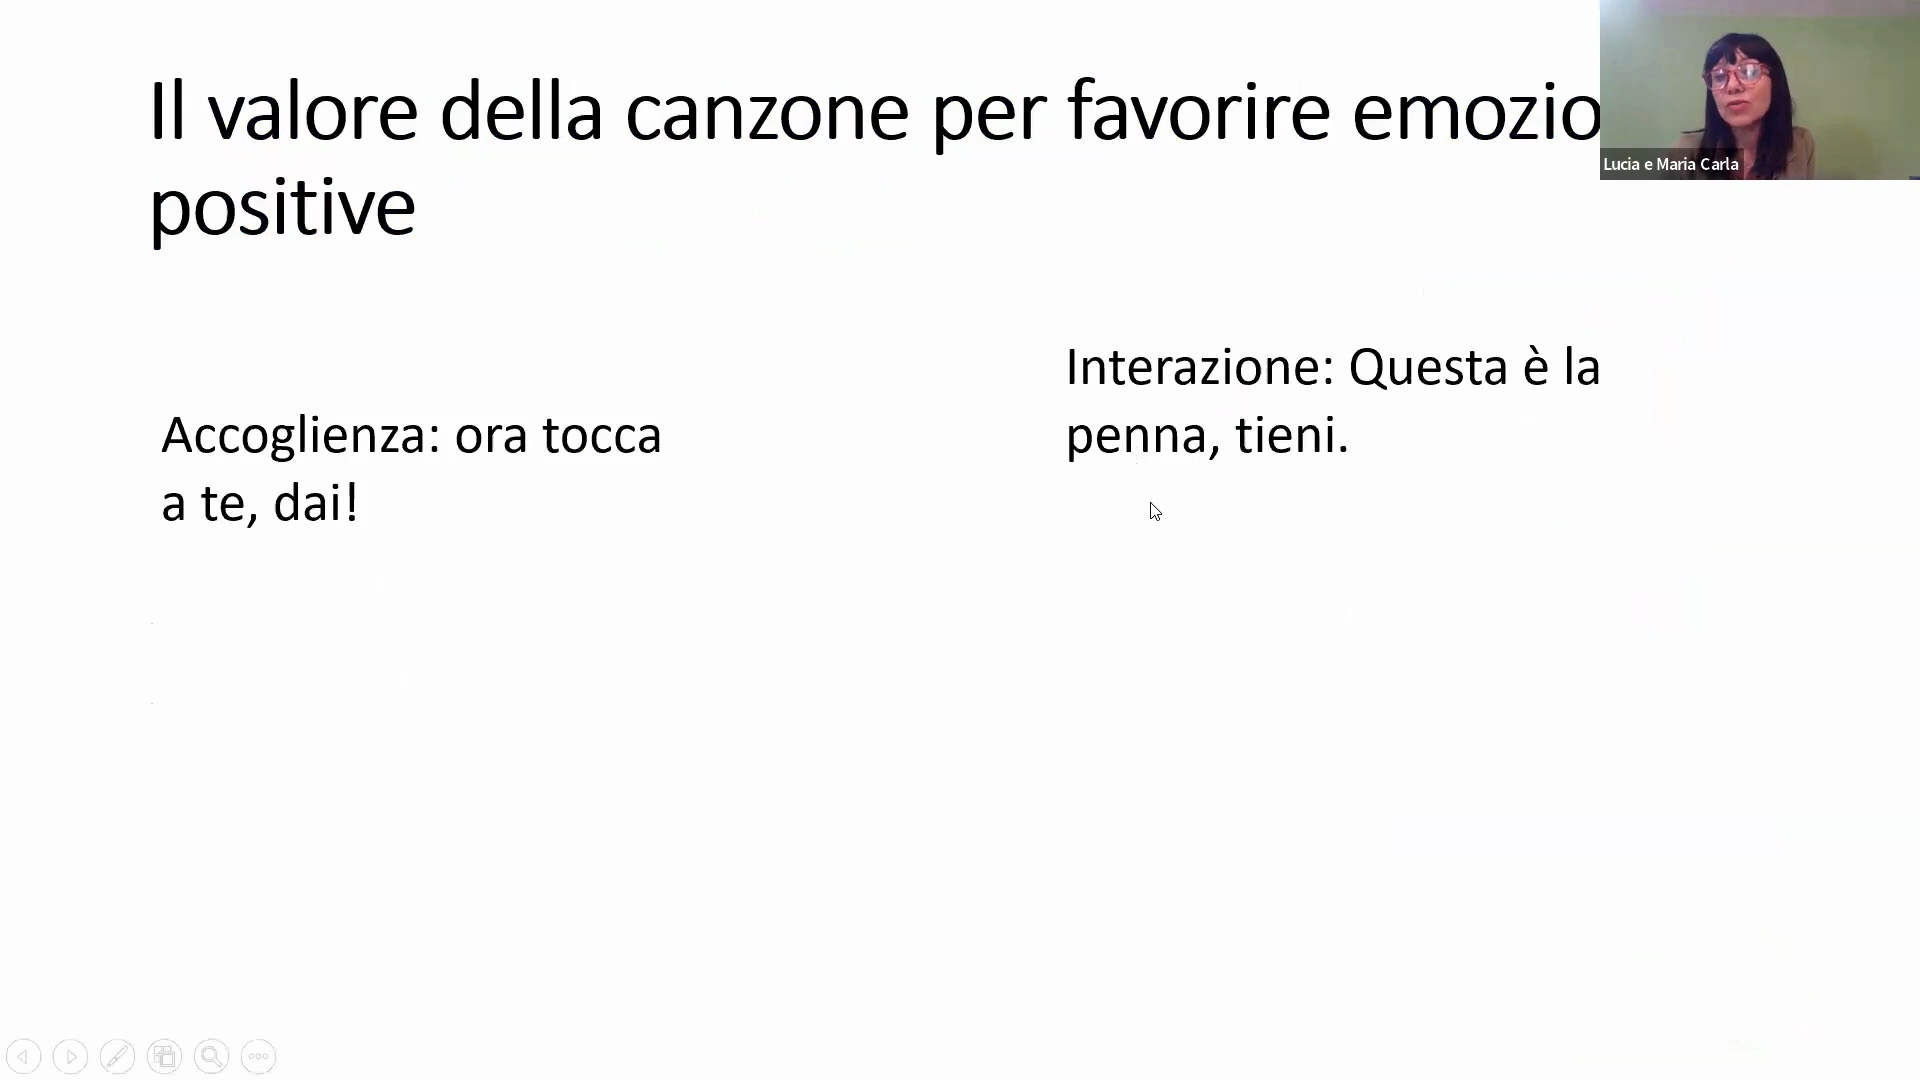 Il valore della canzone per favorire emozio
positive
Lucia e Maria Carla
Accoglienza: ora tocca
a te, dai!
Interazione: Questa è la
penna, tieni.